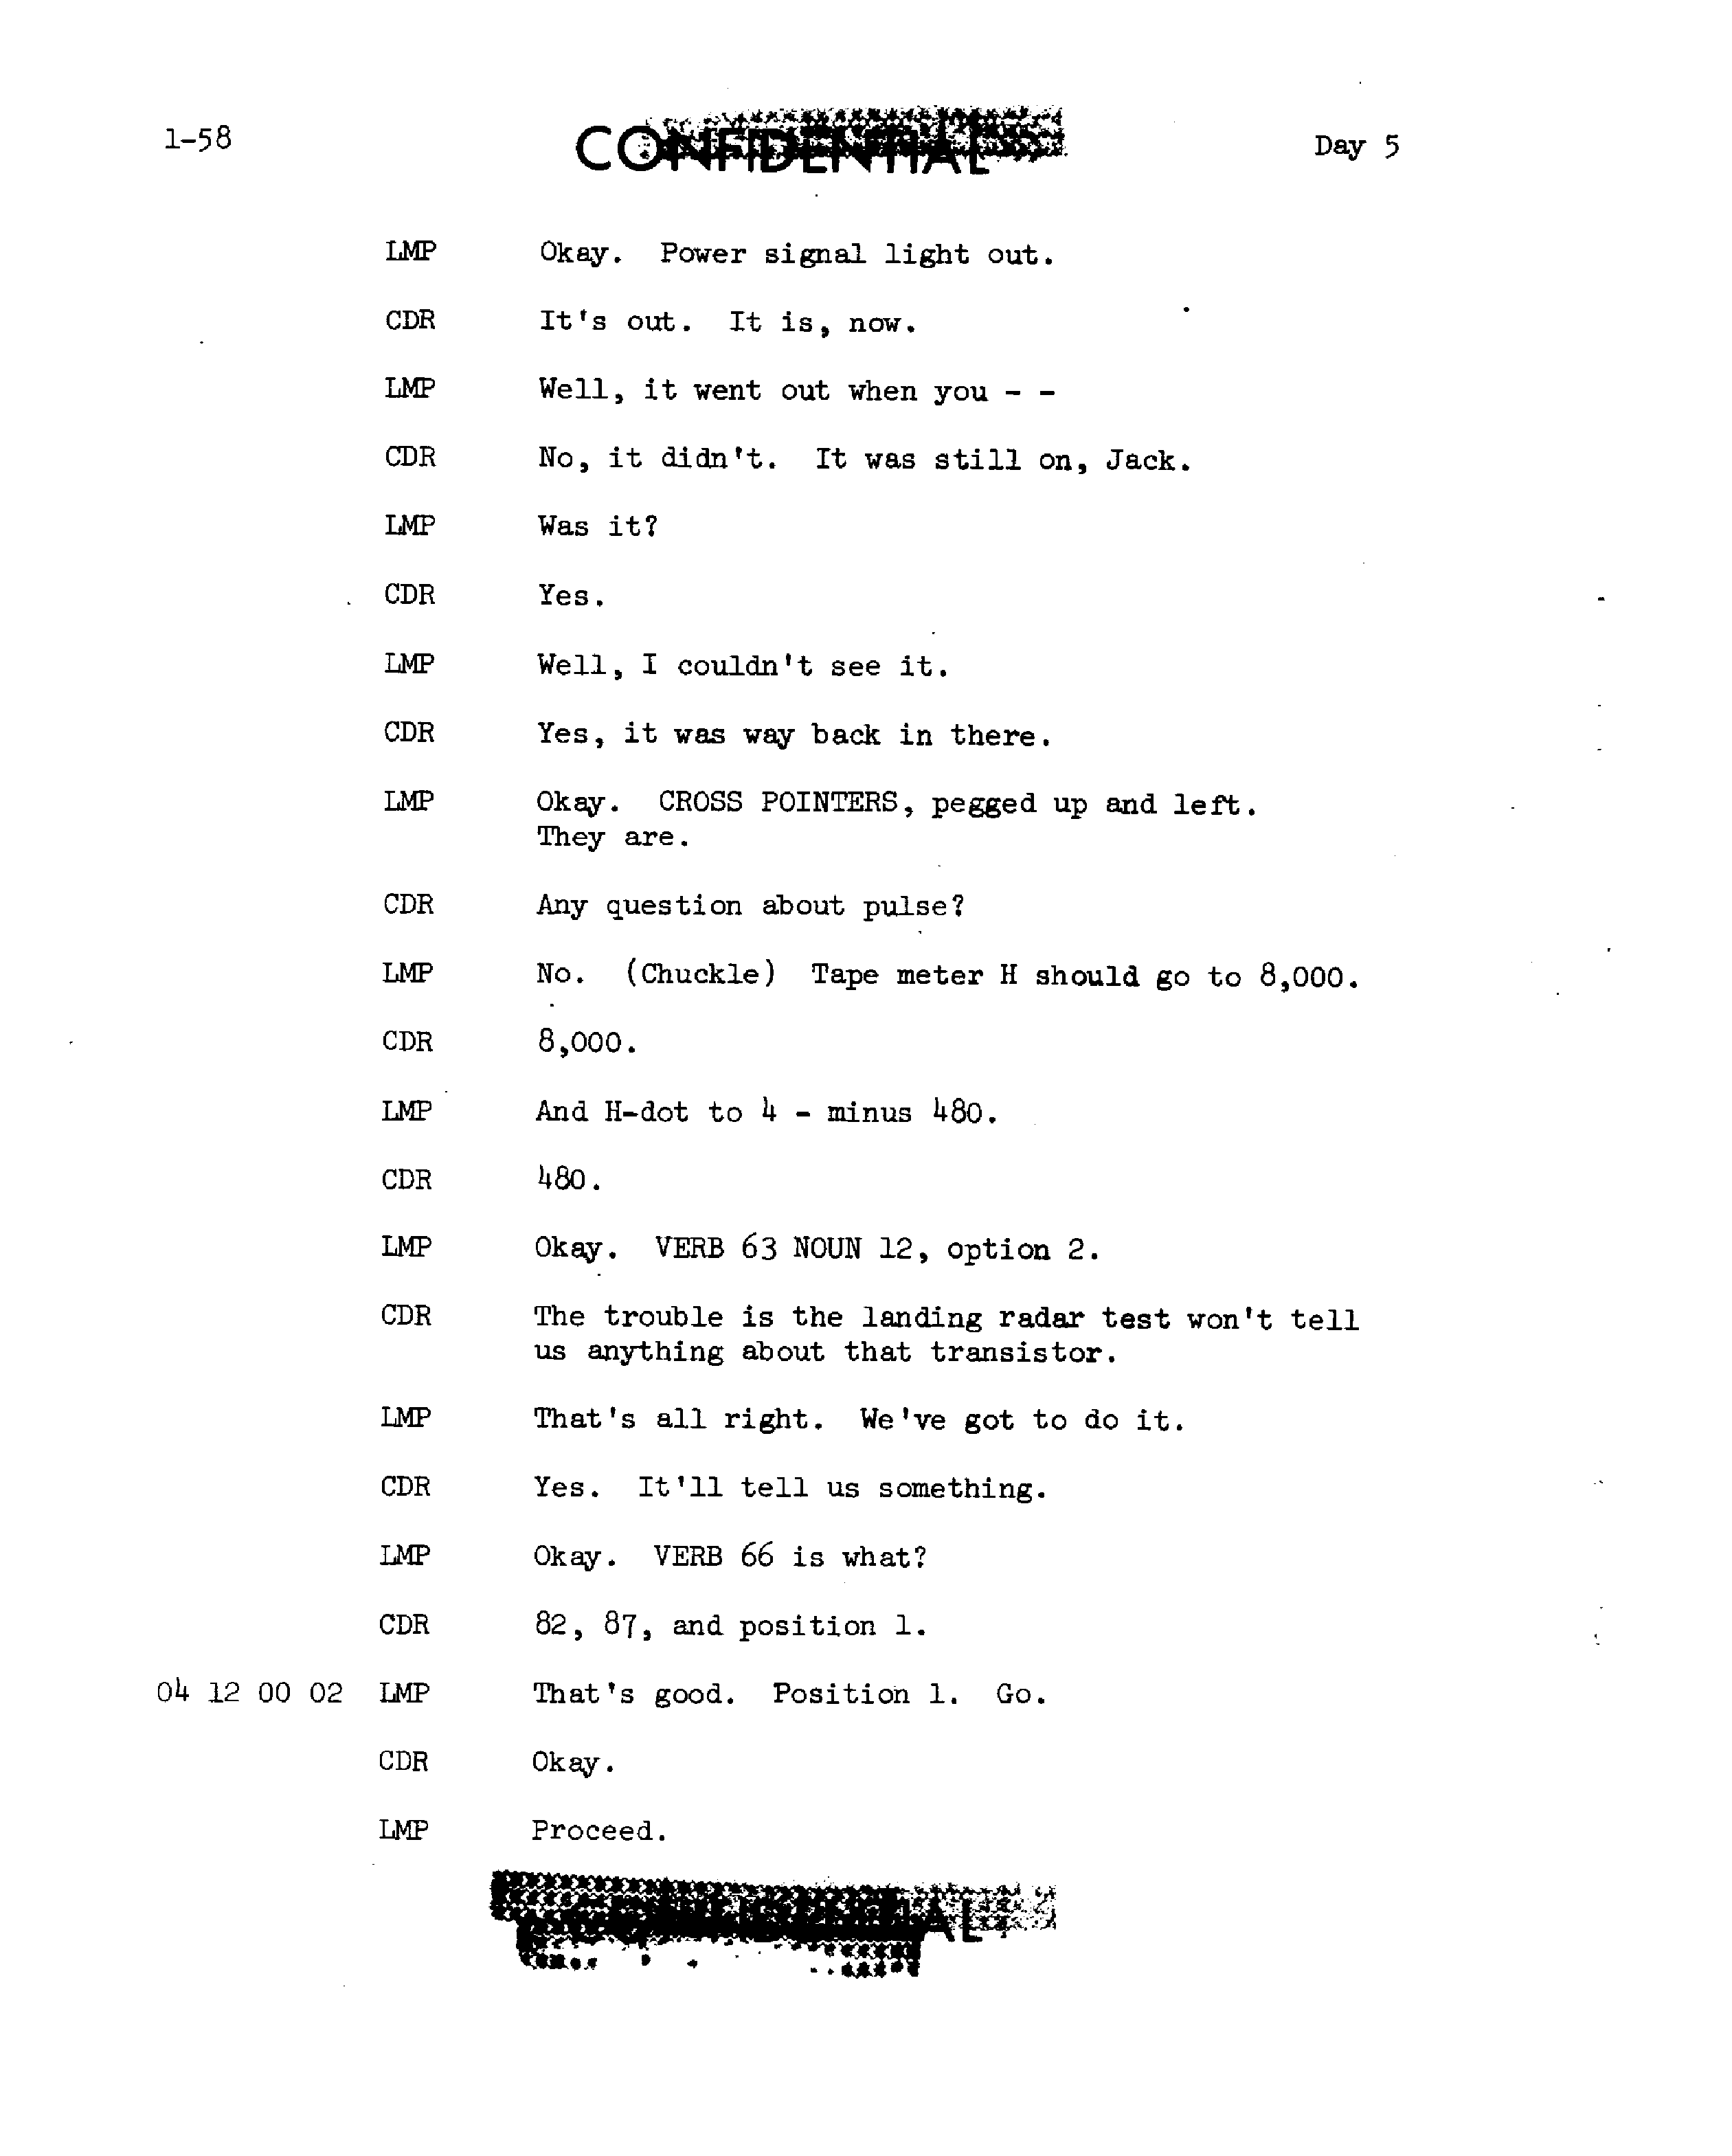 1-58 CONFIDENTIAL Day 5
LMP Okay. Power signal light out.
CDR It's out. It is, now.
LMP Well, it went out when you - -
CDR No, it didn't. It was still on, Jack.
LMP Was it?
CDR Yes.
LMP Well, I couldn't see it.
CDR Yes, it was way back in there.
LMP Okay. CROSS POINTERS, pegged up and left.
They are.
CDR Any question about pulse?
LMP No. (Chuckle) Tape meter H should go to 8,000.
CDR 8,000.
LMP And H-dot to 4 - minus 480.
CDR 480.
LMP Okay. VERB 63 NOUN 12, option 2.
CDR The trouble is the landing radar test won't tell
us anything about that transistor.
LMP That's all right. We've got to do it.
CDR Yes. It'll tell us something.
LMP Okay. VERB 66 is what?
CDR 82, 87, and position 1.
04 12 00 02 LMP That's good. Position 1. Go.
CDR Okay.
LMP Proceed.
CONFIDENTIAL